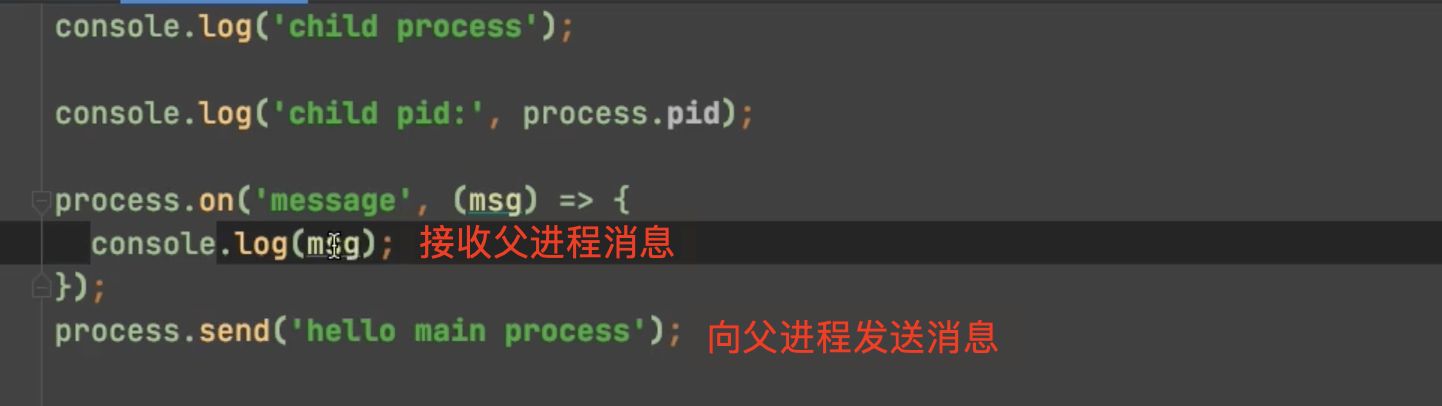 console.log('child process');
console.log('child pid:', process.pid);
process.on('message', (msg) => {
console.log(msg); 接收父进程消息
});
process.send('hello main process'); 向父进程发送消息